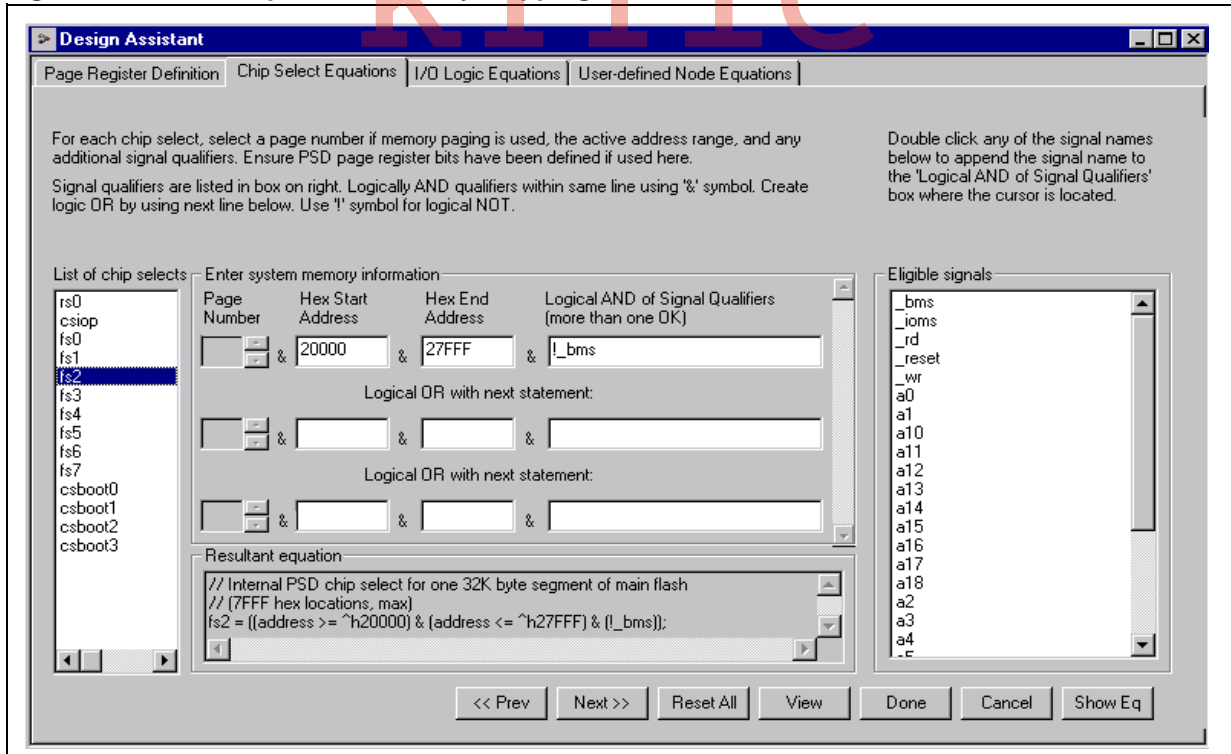 Design Assistant
Page Register Definition Chip Select Equations I/O Logic Equations User-defined Node Equations
For each chip select, select a page number if memory paging is used, the active address range, and any
additional signal qualifiers. Ensure PSD page register bits have been defined if used here.
Signal qualifiers are listed in box on right. Logically AND qualifiers within same line using '&' symbol. Create
logic OR by using next line below. Use '!' symbol for logical NOT.
Double click any of the signal names
below to append the signal name to
the 'Logical AND of Signal Qualifiers'
box where the cursor is located.
List of chip selects
rs0
csiop
fs0
fs1
fs2
fs3
fs4
fs5
fs6
fs7
csboot0
csboot1
csboot2
csboot3
Enter system memory information
Page Hex Start Hex End Logical AND of Signal Qualifiers
Number Address Address (more than one OK)
& 20000 & 27FFF & !_bms
Logical OR with next statement:
& & &
Logical OR with next statement:
& & &
Resultant equation
// Internal PSD chip select for one 32K byte segment of main flash
// (7FFF hex locations, max)
fs2 = ((address >= ^h20000) & (address <= ^h27FFF) & (!_bms));
Eligible signals
_bms
_ioms
_rd
_reset
_wr
a0
a1
a10
a11
a12
a13
a14
a15
a16
a17
a18
a2
a3
a4
<< Prev Next >> Reset All View Done Cancel Show Eq